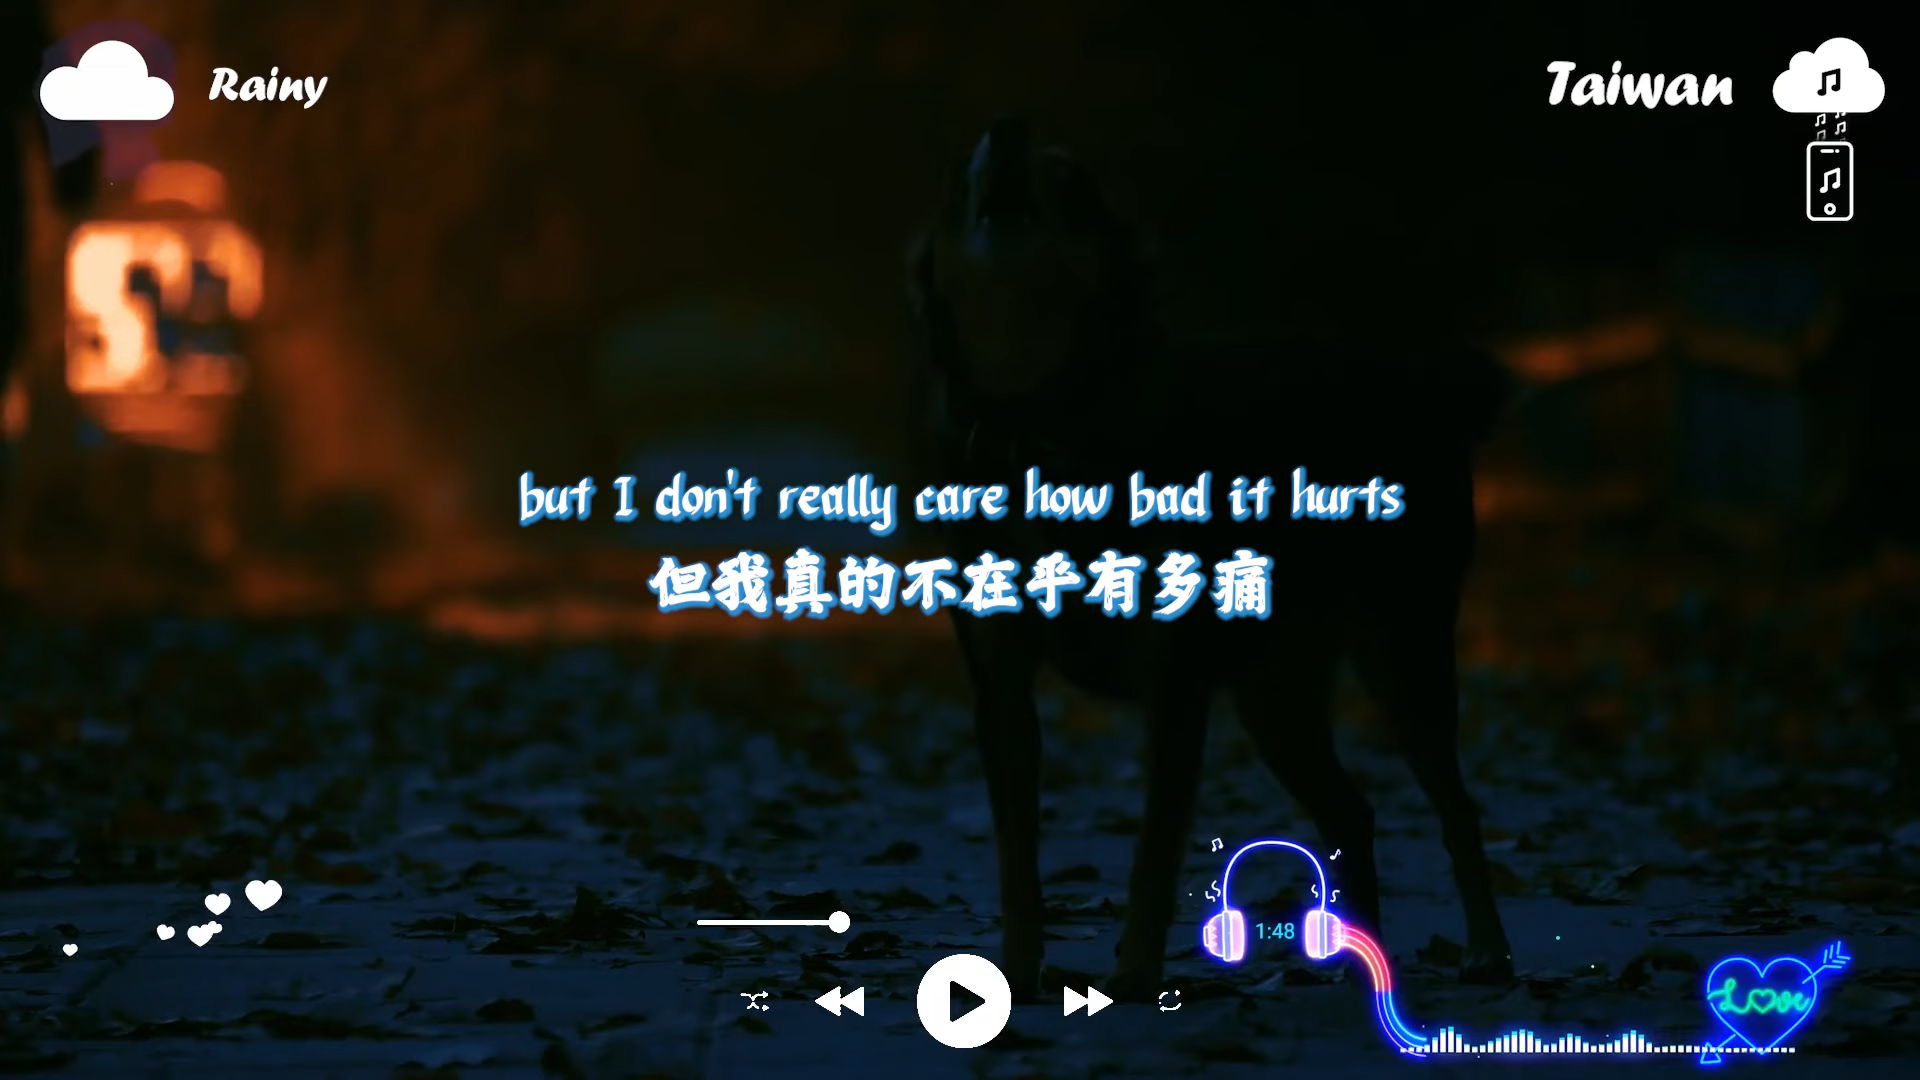 Rainy
Taiwan
but I don't really care how bad it hurts
但我真的不在乎有多痛
1:48
Love